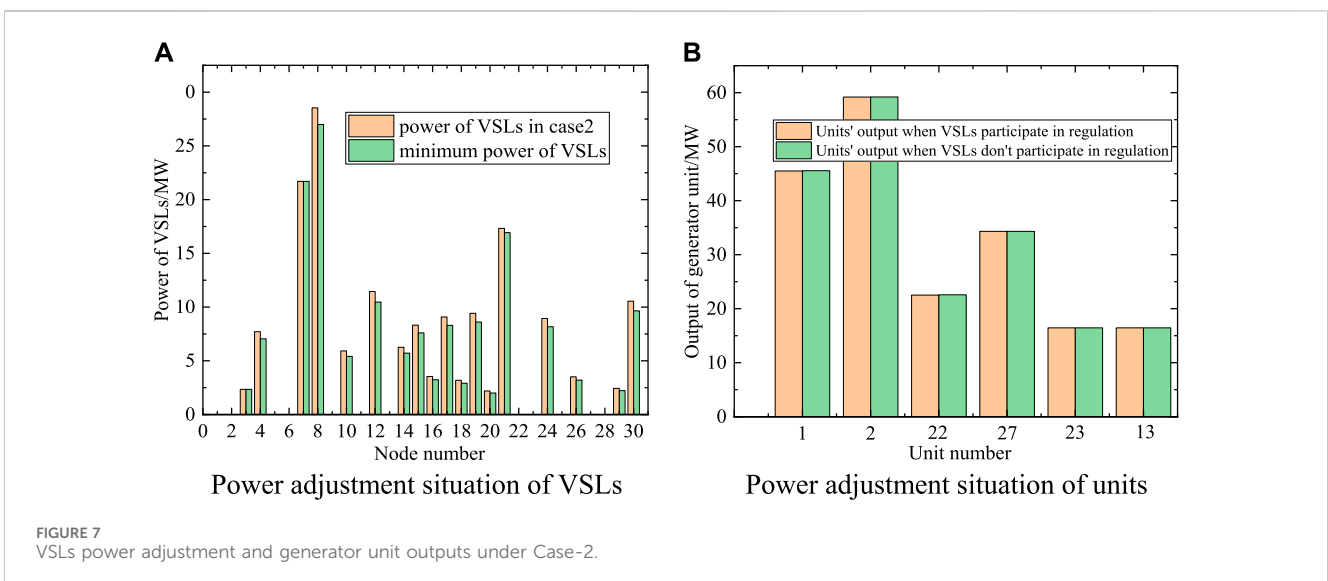 A
Power of VSLs/MW
0
25
20
15
10
5
0
power of VSLs in case2
minimum power of VSLs
0 2 4 6 8 10 12 14 16 18 20 22 24 26 28 30
Node number
Power adjustment situation of VSLs
B
Output of generator unit/MW
60
50
40
30
20
10
0
Units' output when VSLs participate in regulation
Units' output when VSLs don't participate in regulation
1 2 22 27 23 13
Unit number
Power adjustment situation of units
FIGURE 7
VSLs power adjustment and generator unit outputs under Case-2.